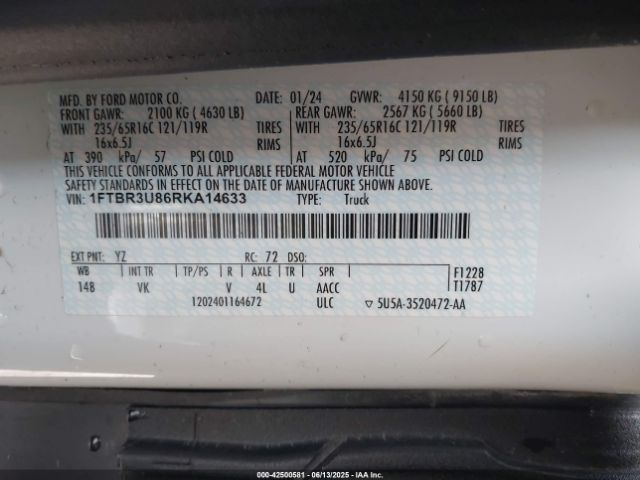 MFD. BY FORD MOTOR CO. DATE: 01/24 GVWR: 4150 KG ( 9150 LB)
FRONT GAWR: 2100 KG ( 4630 LB) REAR GAWR: 2567 KG ( 5660 LB)
WITH 235/65R16C 121/119R TIRES WITH 235/65R16C 121/119R TIRES
16x6.5J RIMS 16x6.5J RIMS
AT 390 kPa/ 57 PSI COLD AT 520 kPa/ 75 PSI COLD
THIS VEHICLE CONFORMS TO ALL APPLICABLE FEDERAL MOTOR VEHICLE
SAFETY STANDARDS IN EFFECT ON THE DATE OF MANUFACTURE SHOWN ABOVE.
VIN: 1FTBR3U86RKA14633 TYPE: Truck
EXT PNT: YZ RC: 72 DSO:
WB INT TR TP/PS R AXLE TR SPR F1228
148 VK V 4L U AACC T1787
1202401164672 ULC ▽ 5U5A-3520472-AA
000-42500581 - 06/13/2025 - IAAI.COM